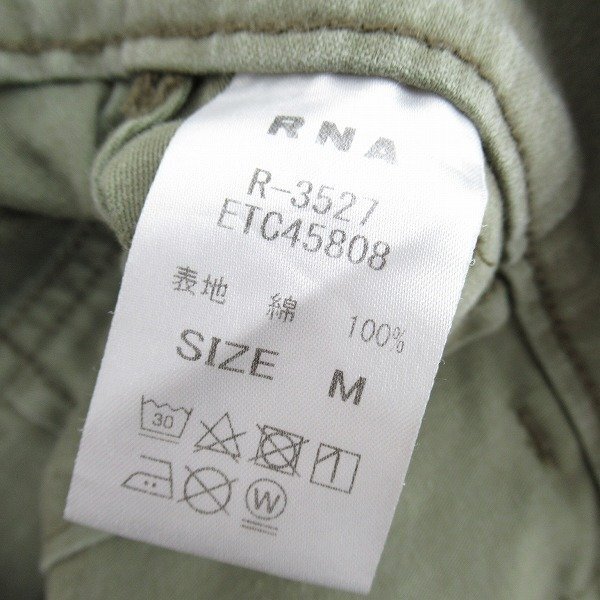 RNA
R-3527
ETC45808
表地 綿 100%
SIZE M
30
W